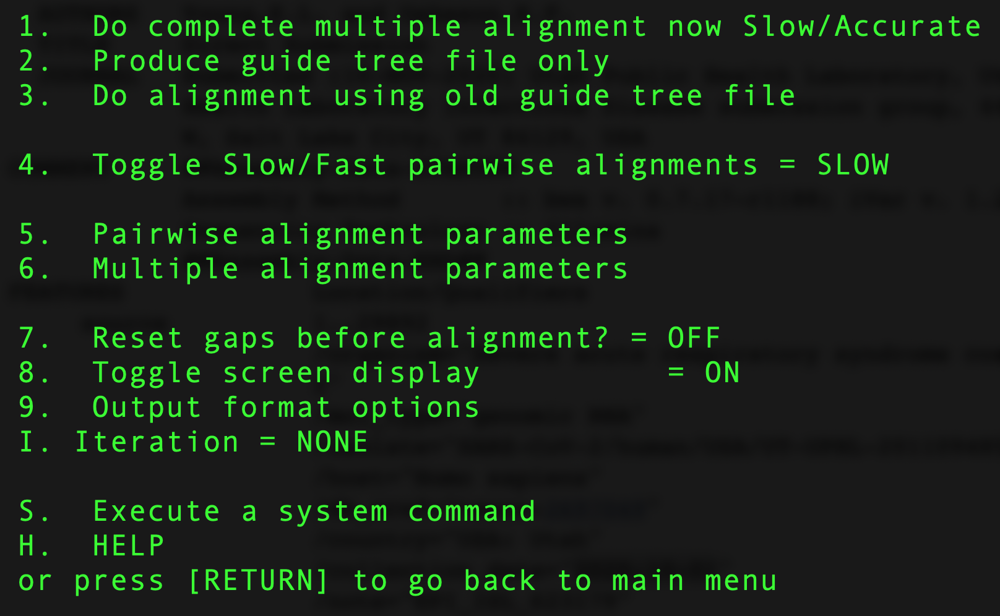 1.  Do complete multiple alignment now Slow/Accurate
2.  Produce guide tree file only
3.  Do alignment using old guide tree file
4.  Toggle Slow/Fast pairwise alignments = SLOW
5.  Pairwise alignment parameters
6.  Multiple alignment parameters
7.  Reset gaps before alignment? = OFF
8.  Toggle screen display          = ON
9.  Output format options
I. Iteration = NONE
S.  Execute a system command
H.  HELP
or press [RETURN] to go back to main menu